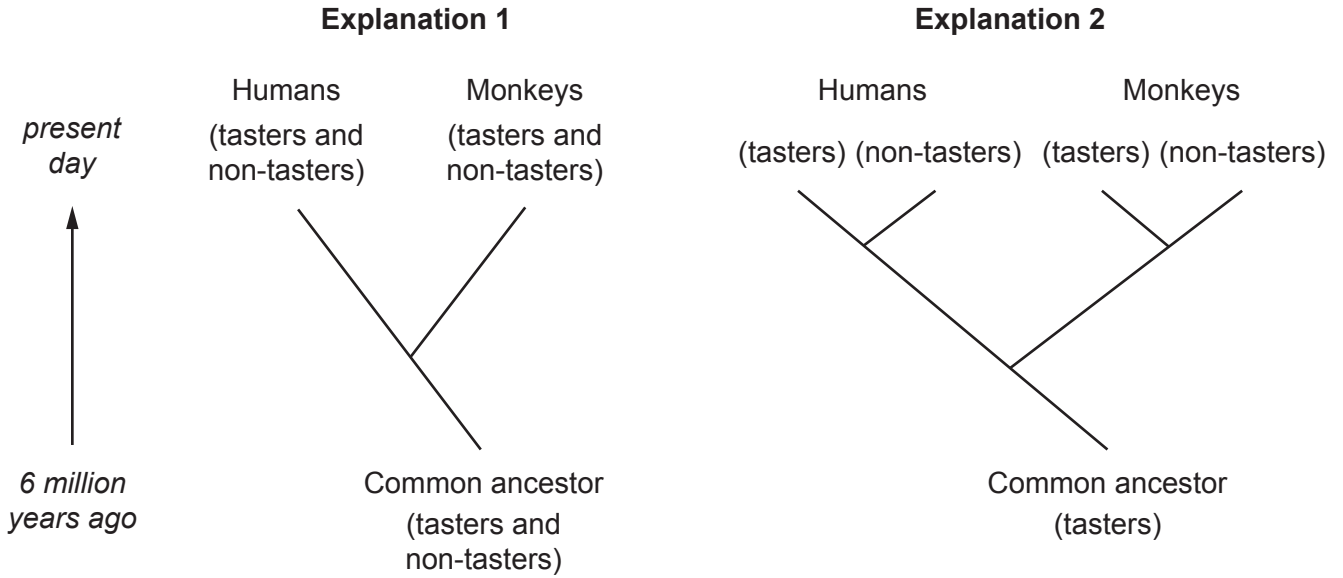 Explanation 1
Humans
(tasters and
non-tasters)
Monkeys
(tasters and
non-tasters)
present
day
6 million
years ago
Common ancestor
(tasters and
non-tasters)
Explanation 2
Humans
(tasters) (non-tasters)
Monkeys
(tasters) (non-tasters)
Common ancestor
(tasters)